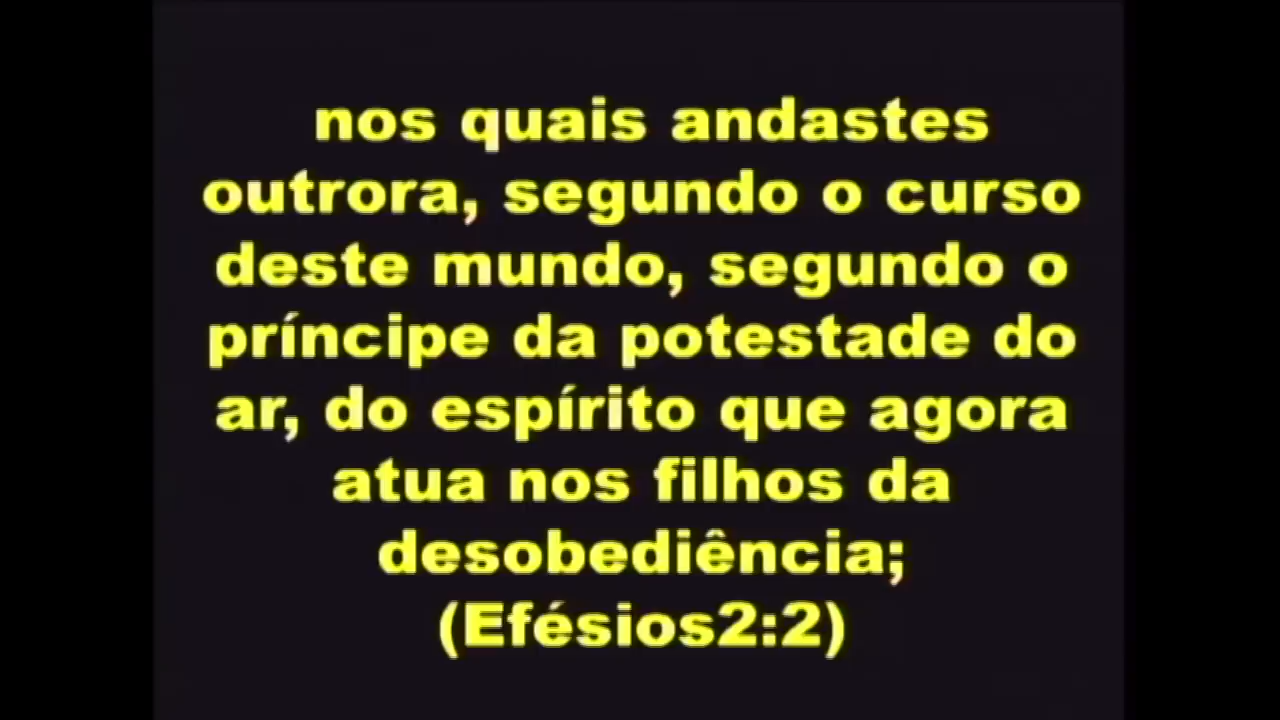 nos quais andastes
outrora, segundo o curso
deste mundo, segundo o
príncipe da potestade do
ar, do espírito que agora
atua nos filhos da
desobediência;
(Efésios2:2)